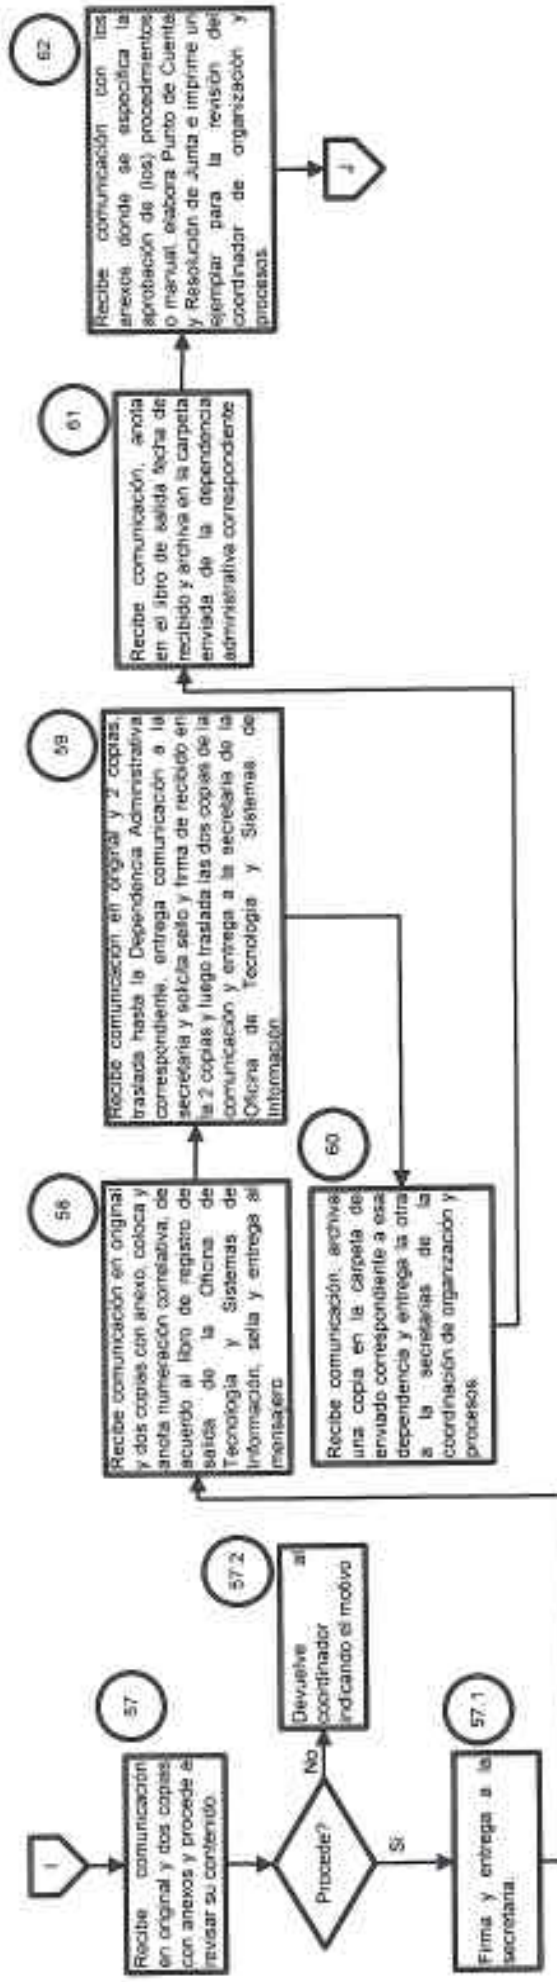 I
57
Recibe comunicación
en original y dos copias
con anexos y procede a
revisar su contenido.
Procede?
No
Si
57.2
Devuelve al
coordinador
indicando el motivo
57.1
Firma y entrega a la
secretaria.
58
Recibe comunicación en original
y dos copias con anexo, coloca y
anota numeración correlativa, de
acuerdo al libro de registro de
salida de la Oficina de
Tecnología y Sistemas de
Información, sella y entrega al
mensajero
59
Recibe comunicación en original y 2 copias,
traslada hasta la Dependencia Administrativa
correspondiente, entrega comunicación a la
secretaria y solicita sello y firma de recibido en
la 2 copias y luego traslada las dos copias de la
comunicación y entrega a la secretaria de la
Oficina de Tecnología y Sistemas de
Información
60
Recibe comunicación, archiva
una copia en la carpeta de
enviado correspondiente a esa
dependencia y entrega la otra
a la secretarias de la
coordinación de organización y
procesos.
61
Recibe comunicación, anota
en el libro de salida fecha de
recibido y archiva en la carpeta
enviada de la dependencia
administrativa correspondiente
62
Recibe comunicación con los
anexos donde se especifica la
aprobación de (los) procedimientos
o manual, elabora Punto de Cuenta
y Resolución de Junta e imprime un
ejemplar para la revisión del
coordinador de organización y
procesos.
J